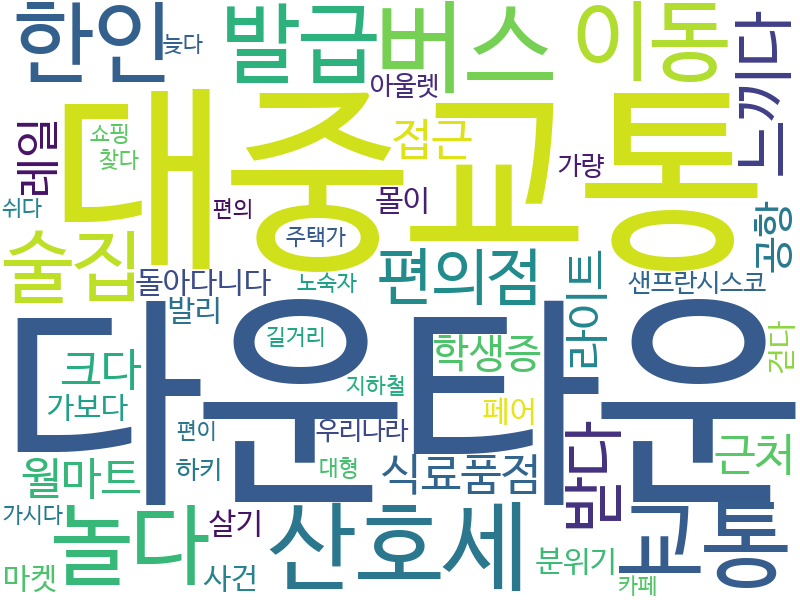 한인
늦다
발급
버스
이동
느끼다
아울렛
대중교통
레일
쇼핑
찾다
접근
가량
쉬다
편의
몰이
주택가
공항
술집
돌아다니다
노숙자
편의점
라이트
샌프란시스코
발리
다운타운
길거리
학생증
걷다
크다
가보다
지하철
페어
편이
우리나라
받다
근처
월마트
하키
대형
식료품점
가시다
놀다
살기
산호세
교통
마켓
사건
분위기
카페